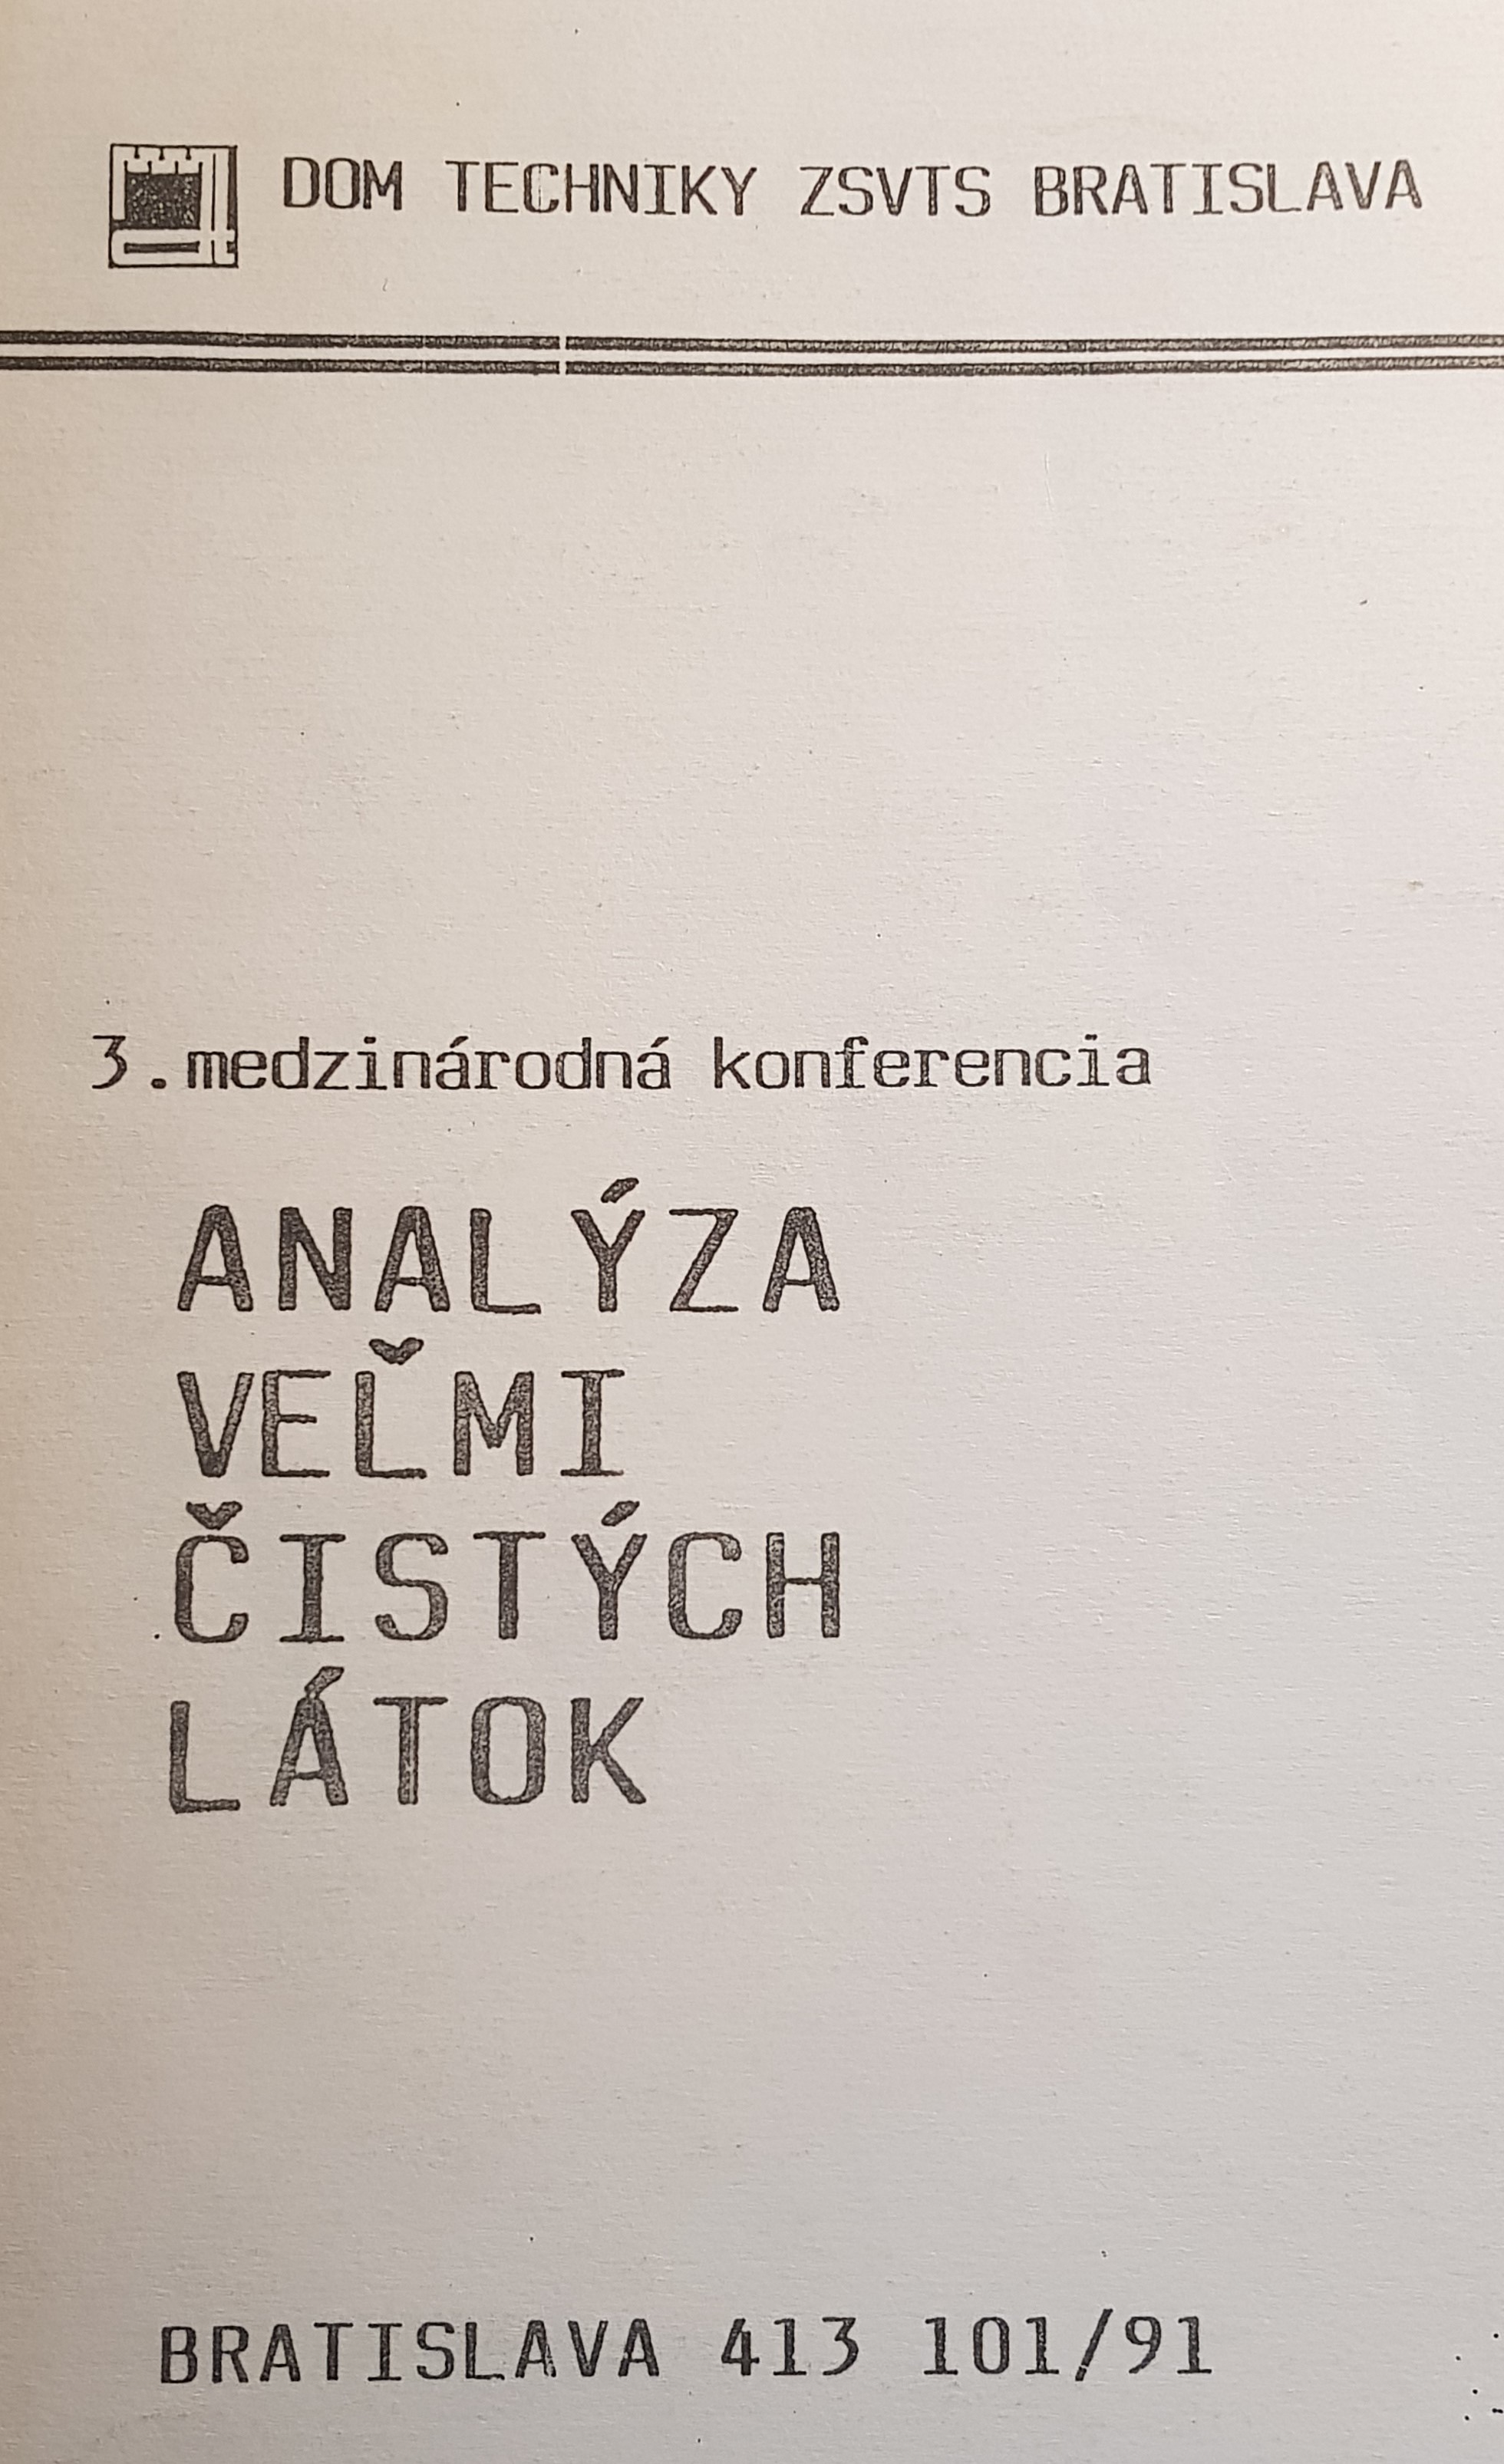 DOM TECHNIKY ZSVTS BRATISLAVA
3. medzinárodná konferencia
ANALÝZA
VEĽMI
ČISTÝCH
LÁTOK
BRATISLAVA 413 101/91